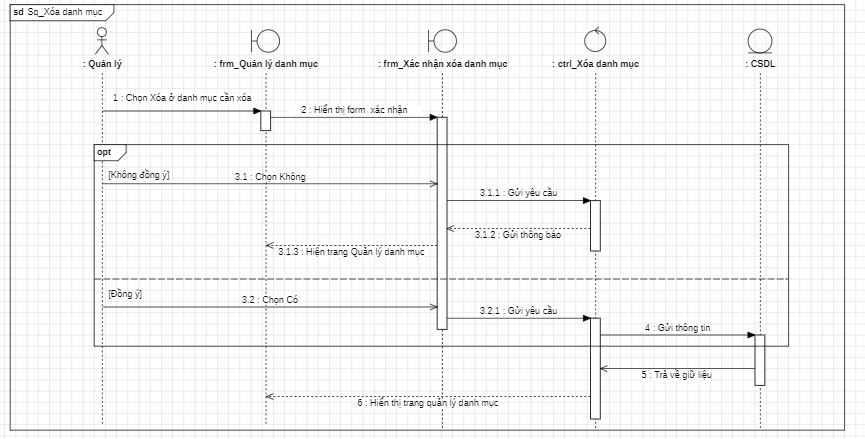 sd Sq_Xóa danh mục
: Quản lý
: frm_Quản lý danh mục
: frm_Xác nhận xóa danh mục
: ctrl_Xóa danh mục
: CSDL
1 : Chọn Xóa ở danh mục cần xóa
2 : Hiển thị form xác nhận
opt
[Không đồng ý]
3.1 : Chọn Không
3.1.1 : Gửi yêu cầu
3.1.2 : Gửi thông báo
3.1.3 : Hiện trang Quản lý danh mục
[Đồng ý]
3.2 : Chọn Có
3.2.1 : Gửi yêu cầu
4 : Gửi thông tin
5 : Trả về giữ liệu
6 : Hiển thị trang quản lý danh mục